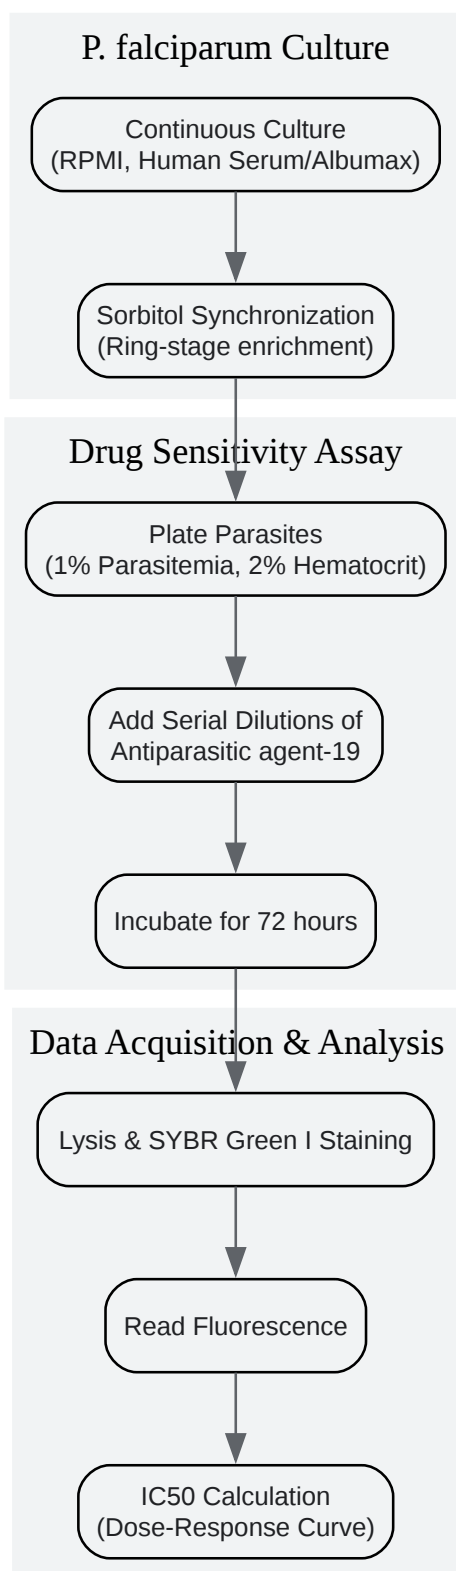 P. falciparum Culture
Continuous Culture
(RPMI, Human Serum/Albumax)
Sorbitol Synchronization
(Ring-stage enrichment)
Drug Sensitivity Assay
Plate Parasites
(1% Parasitemia, 2% Hematocrit)
Add Serial Dilutions of
Antiparasitic agent-19
Incubate for 72 hours
Data Acquisition & Analysis
Lysis & SYBR Green I Staining
Read Fluorescence
IC50 Calculation
(Dose-Response Curve)